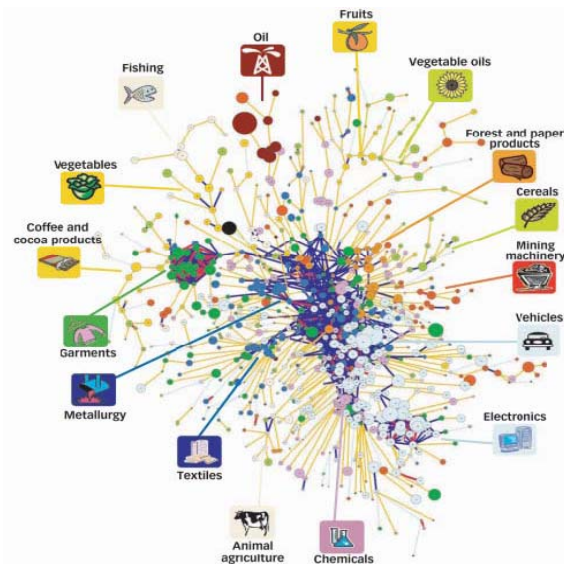 Fruits
Oil
Vegetable oils
Fishing
Forest and paper
products
Vegetables
Cereals
Coffee and
cocoa products
Mining
machinery
Vehicles
Garments
Metallurgy
Electronics
Textiles
Animal
agriculture
Chemicals